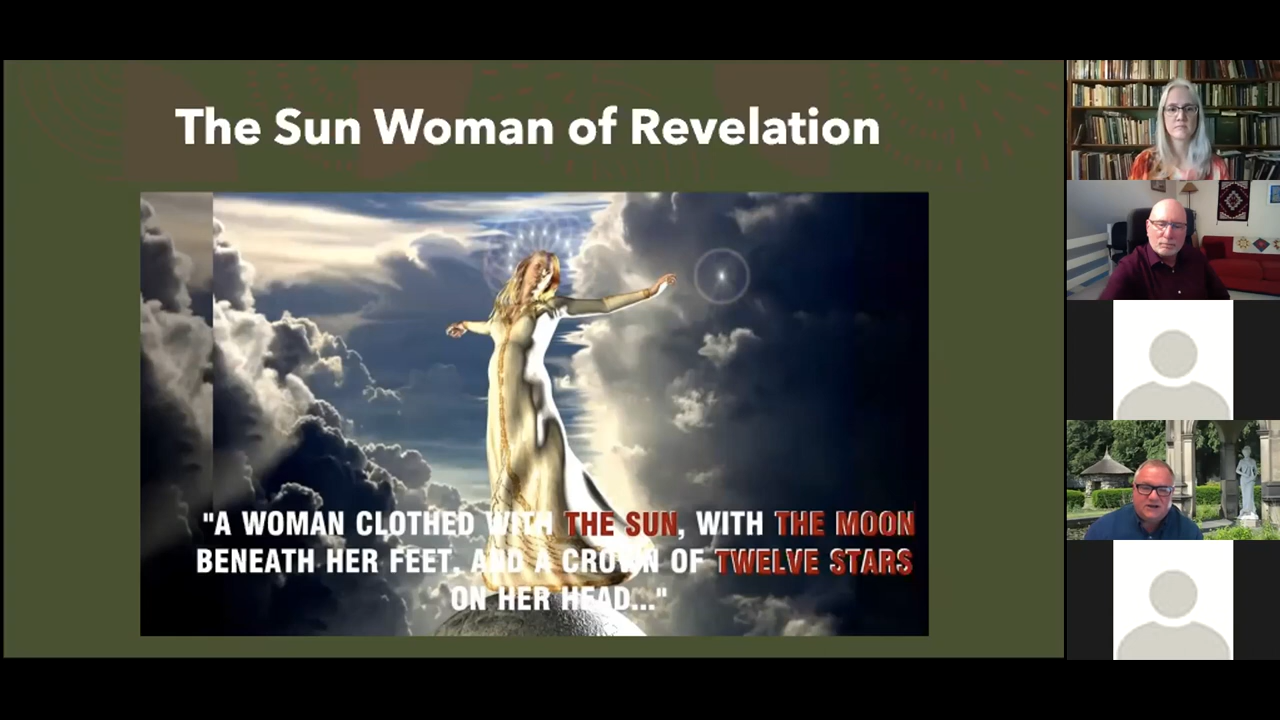 The Sun Woman of Revelation
"A WOMAN CLOTHED WITH THE SUN, WITH THE MOON
BENEATH HER FEET, AND A CROWN OF TWELVE STARS
ON HER HEAD..."